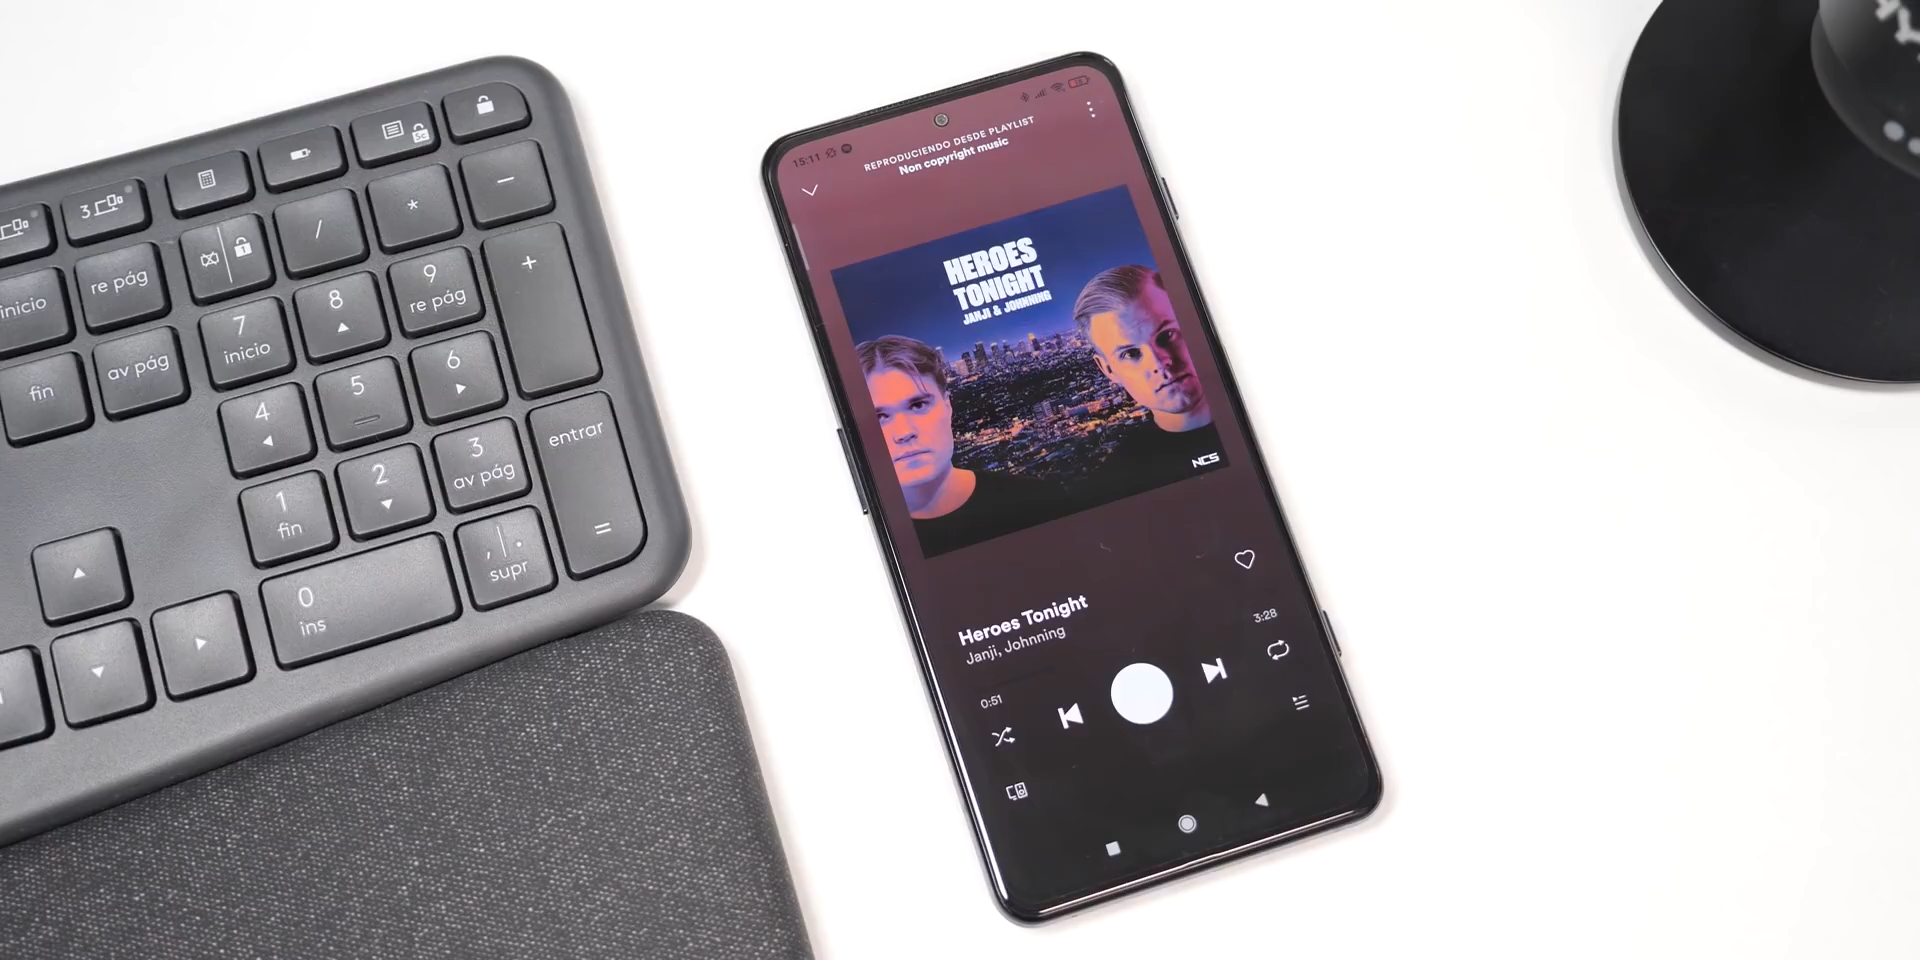 3
inicio
re pág
fin
av pág
/
*
-
7
inicio
8
9
re pág
+
4
5
6
1
fin
2
3
av pág
entrar
=
0
ins
, | .
supr
15:11
REPRODUCIENDO DESDE PLAYLIST
Non copyright music
HEROES
TONIGHT
JANJI & JOHNNING
NCS
Heroes Tonight
Janji, Johnning
0:51
3:28